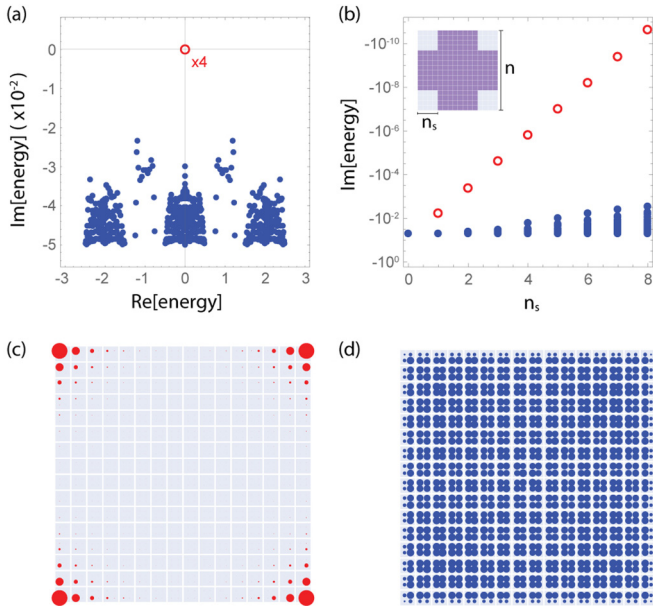 (a)
Im[energy] (x10⁻²)
0
-1
-2
-3
-4
-5
x4
-3
-2
-1
0
1
2
3
Re[energy]
(b)
Im[energy]
-10⁻¹⁰
-10⁻⁸
-10⁻⁶
-10⁻⁴
-10⁻²
-10⁰
n
nₛ
0
2
4
6
8
nₛ
(c)
(d)